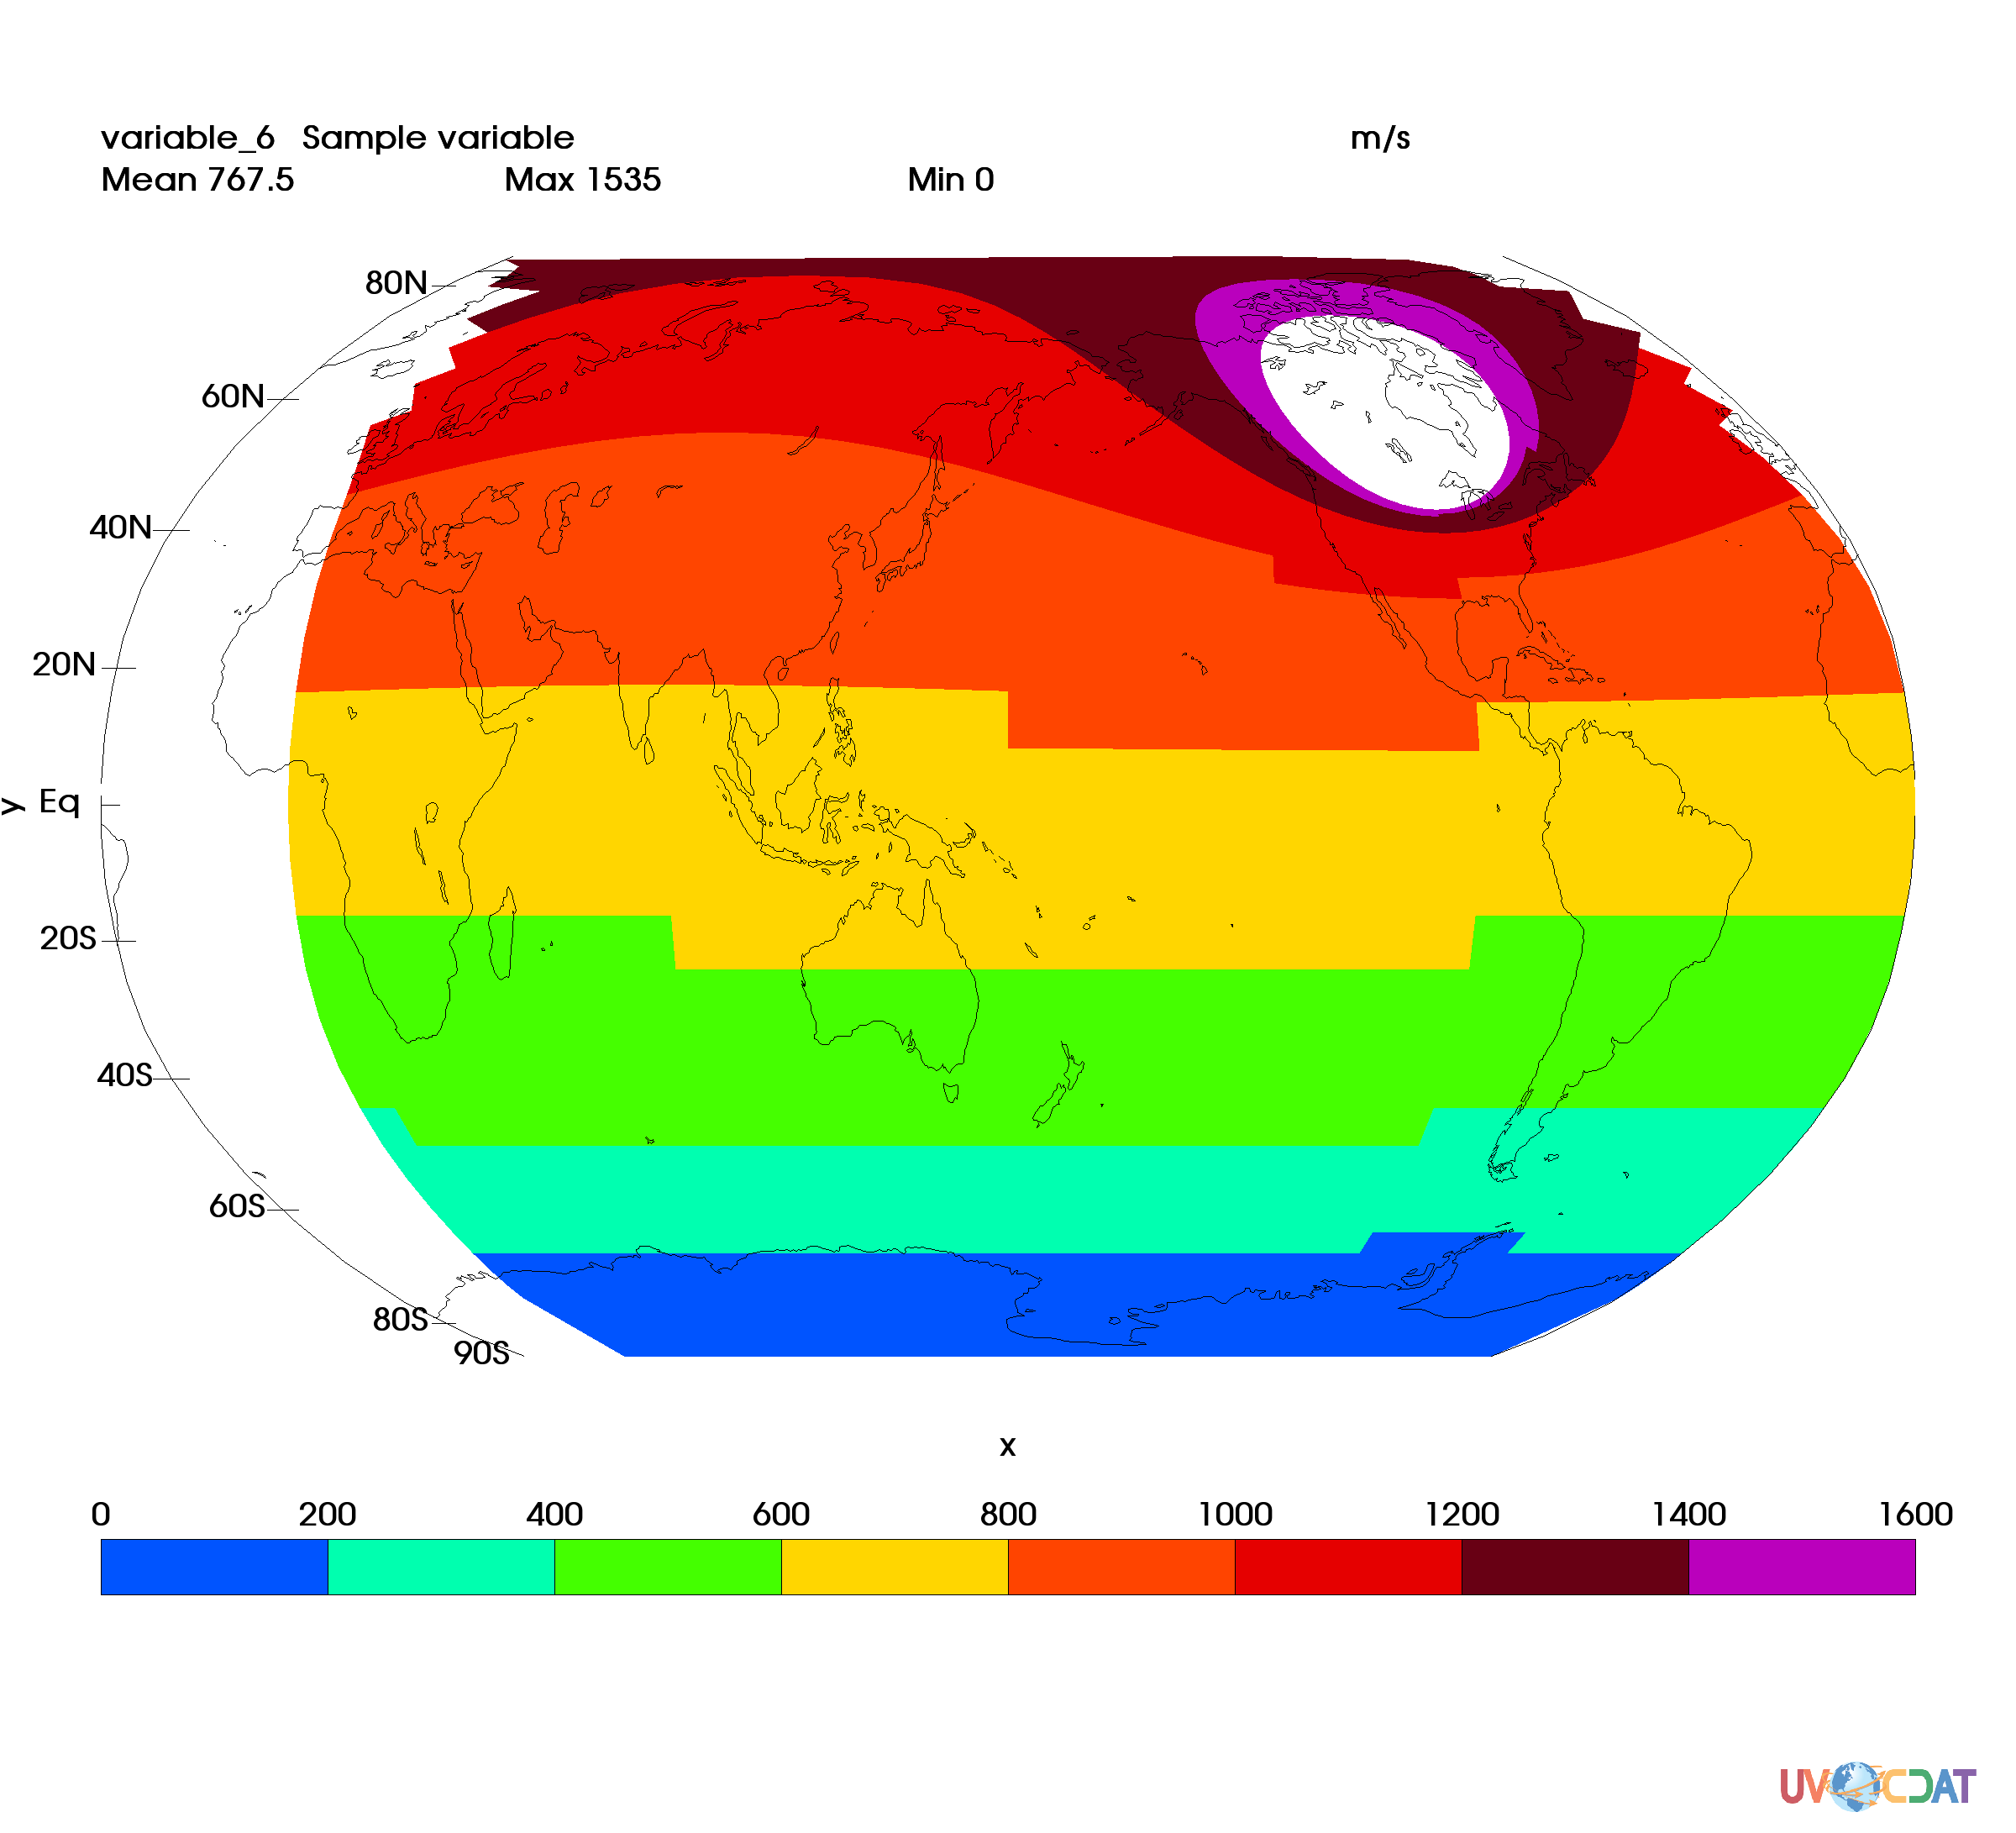 variable_6 Sample variable m/s
Mean 767.5 Max 1535 Min 0
80N
60N
40N
20N
y Eq
20S
40S
60S
80S
90S
x
0 200 400 600 800 1000 1200 1400 1600
UV CDAT